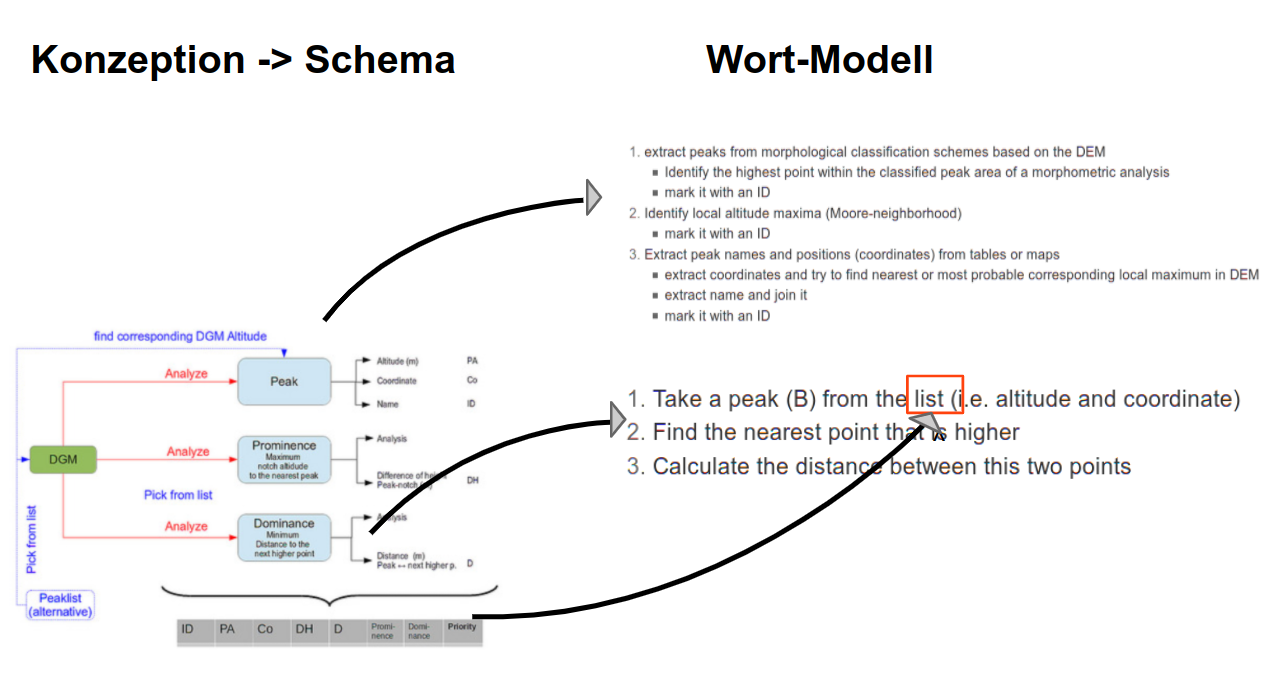 Konzeption -> Schema
Wort-Modell
1. extract peaks from morphological classification schemes based on the DEM
▪ Identify the highest point within the classified peak area of a morphometric analysis
▪ mark it with an ID
2. Identify local altitude maxima (Moore-neighborhood)
▪ mark it with an ID
3. Extract peak names and positions (coordinates) from tables or maps
▪ extract coordinates and try to find nearest or most probable corresponding local maximum in DEM
▪ extract name and join it
▪ mark it with an ID
1. Take a peak (B) from the list (i.e. altitude and coordinate)
2. Find the nearest point that is higher
3. Calculate the distance between this two points
find corresponding DGM Altitude
Analyze
Peak
Altitude (m) PA
Coordinate Co
Name ID
DGM
Analyze
Prominence
Maximum
notch altidude
to the nearest peak
Analysis
Difference of
Peak-notch
DH
Pick from list
Analyze
Dominance
Minimum
Distance to the
next higher point
Analysis
Distance (m)
Peak ↔ next higher p. D
Pick from list
Peaklist
(alternative)
ID PA Co DH D Promi-nence Domi-nance Priority